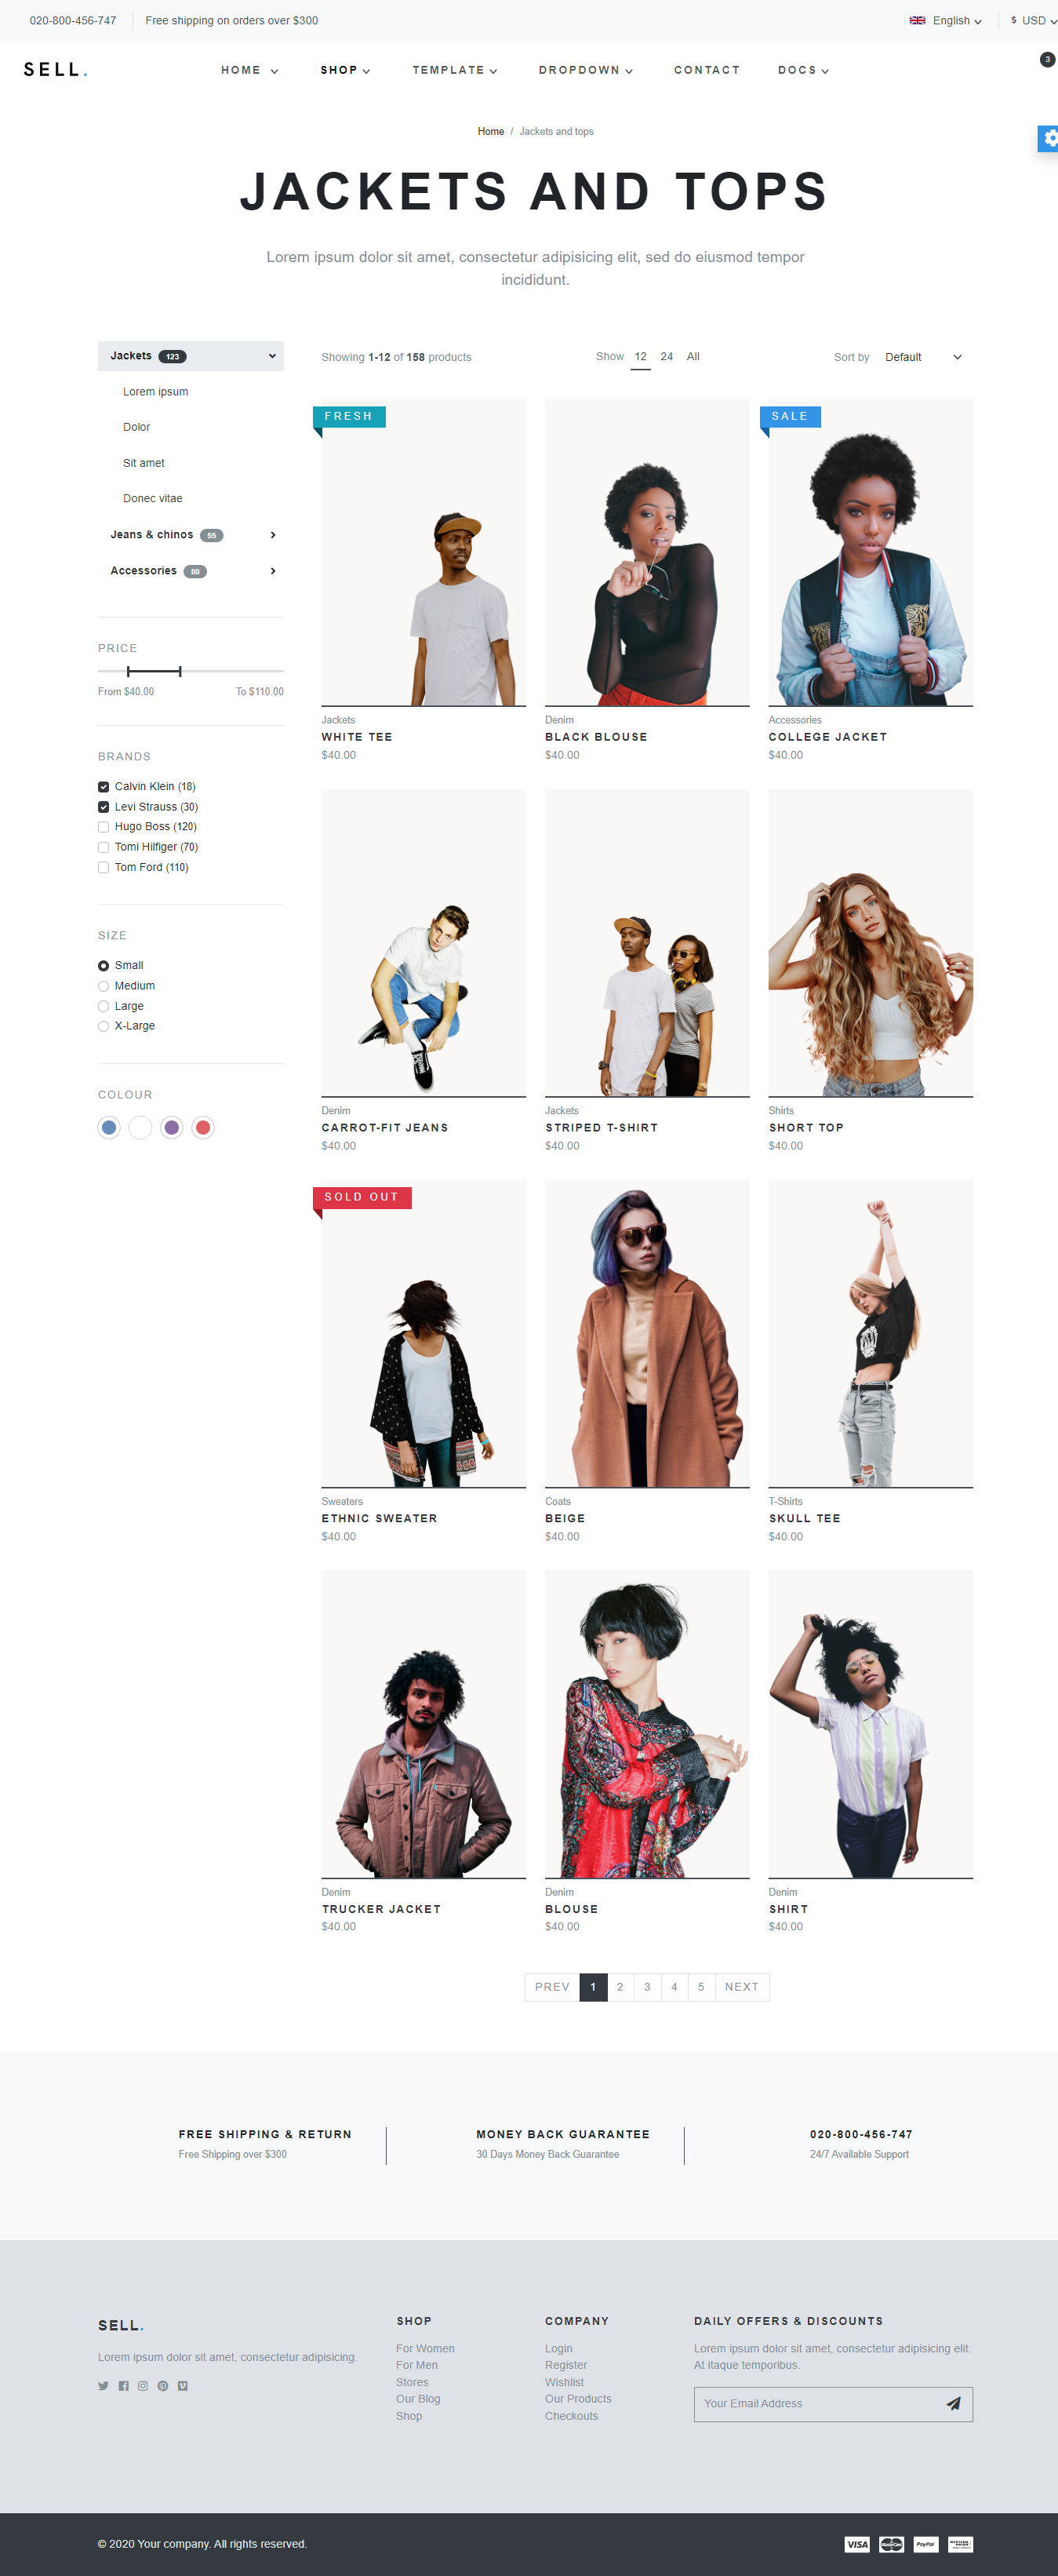 020-800-456-747
Free shipping on orders over $300
English
$ USD
SELL.
HOME
SHOP
TEMPLATE
DROPDOWN
CONTACT
DOCS
3
Home / Jackets and tops
JACKETS AND TOPS
Lorem ipsum dolor sit amet, consectetur adipisicing elit, sed do eiusmod tempor
incididunt.
Jackets 123
Lorem ipsum
Dolor
Sit amet
Donec vitae
Jeans & chinos 55
Accessories 80
PRICE
From $40.00
To $110.00
BRANDS
Calvin Klein (18)
Levi Strauss (30)
Hugo Boss (120)
Tomi Hilfiger (70)
Tom Ford (110)
SIZE
Small
Medium
Large
X-Large
COLOUR
Showing 1-12 of 158 products
Show 12 24 All
Sort by Default
FRESH
Jackets
WHITE TEE
$40.00
Denim
BLACK BLOUSE
$40.00
SALE
Accessories
COLLEGE JACKET
$40.00
Denim
CARROT-FIT JEANS
$40.00
Jackets
STRIPED T-SHIRT
$40.00
Shirts
SHORT TOP
$40.00
SOLD OUT
Sweaters
ETHNIC SWEATER
$40.00
Coats
BEIGE
$40.00
T-Shirts
SKULL TEE
$40.00
Denim
TRUCKER JACKET
$40.00
Denim
BLOUSE
$40.00
Denim
SHIRT
$40.00
PREV 1 2 3 4 5 NEXT
FREE SHIPPING & RETURN
Free Shipping over $300
MONEY BACK GUARANTEE
30 Days Money Back Guarantee
020-800-456-747
24/7 Available Support
SELL.
Lorem ipsum dolor sit amet, consectetur adipisicing.
SHOP
For Women
For Men
Stores
Our Blog
Shop
COMPANY
Login
Register
Wishlist
Our Products
Checkouts
DAILY OFFERS & DISCOUNTS
Lorem ipsum dolor sit amet, consectetur adipisicing elit.
At itaque temporibus.
Your Email Address
© 2020 Your company. All rights reserved.
VISA
MasterCard
PayPal
WESTERN UNION